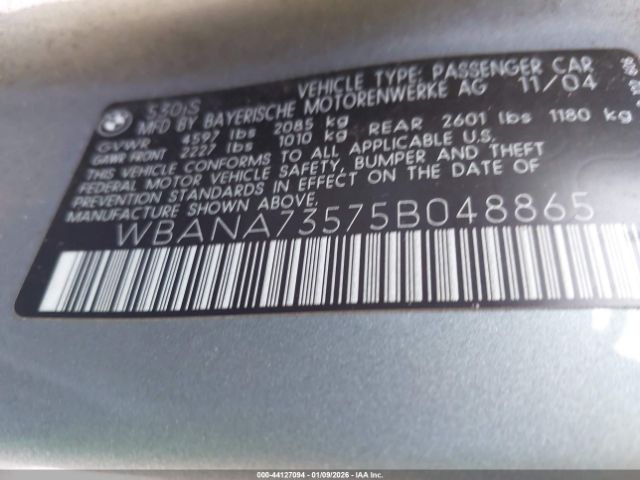 530iS VEHICLE TYPE: PASSENGER CAR
MFD BY BAYERISCHE MOTORENWERKE AG 11/04
GVWR 4597 lbs 2085 kg
GAWR FRONT 2227 lbs 1010 kg REAR 2601 lbs 1180 kg
THIS VEHICLE CONFORMS TO ALL APPLICABLE U.S.
FEDERAL MOTOR VEHICLE SAFETY, BUMPER AND THEFT
PREVENTION STANDARDS IN EFFECT ON THE DATE OF
MANUFACTURE SHOWN ABOVE.
WBANA73575B048865
000-44127094 | 01/09/2026 | IAA Inc.